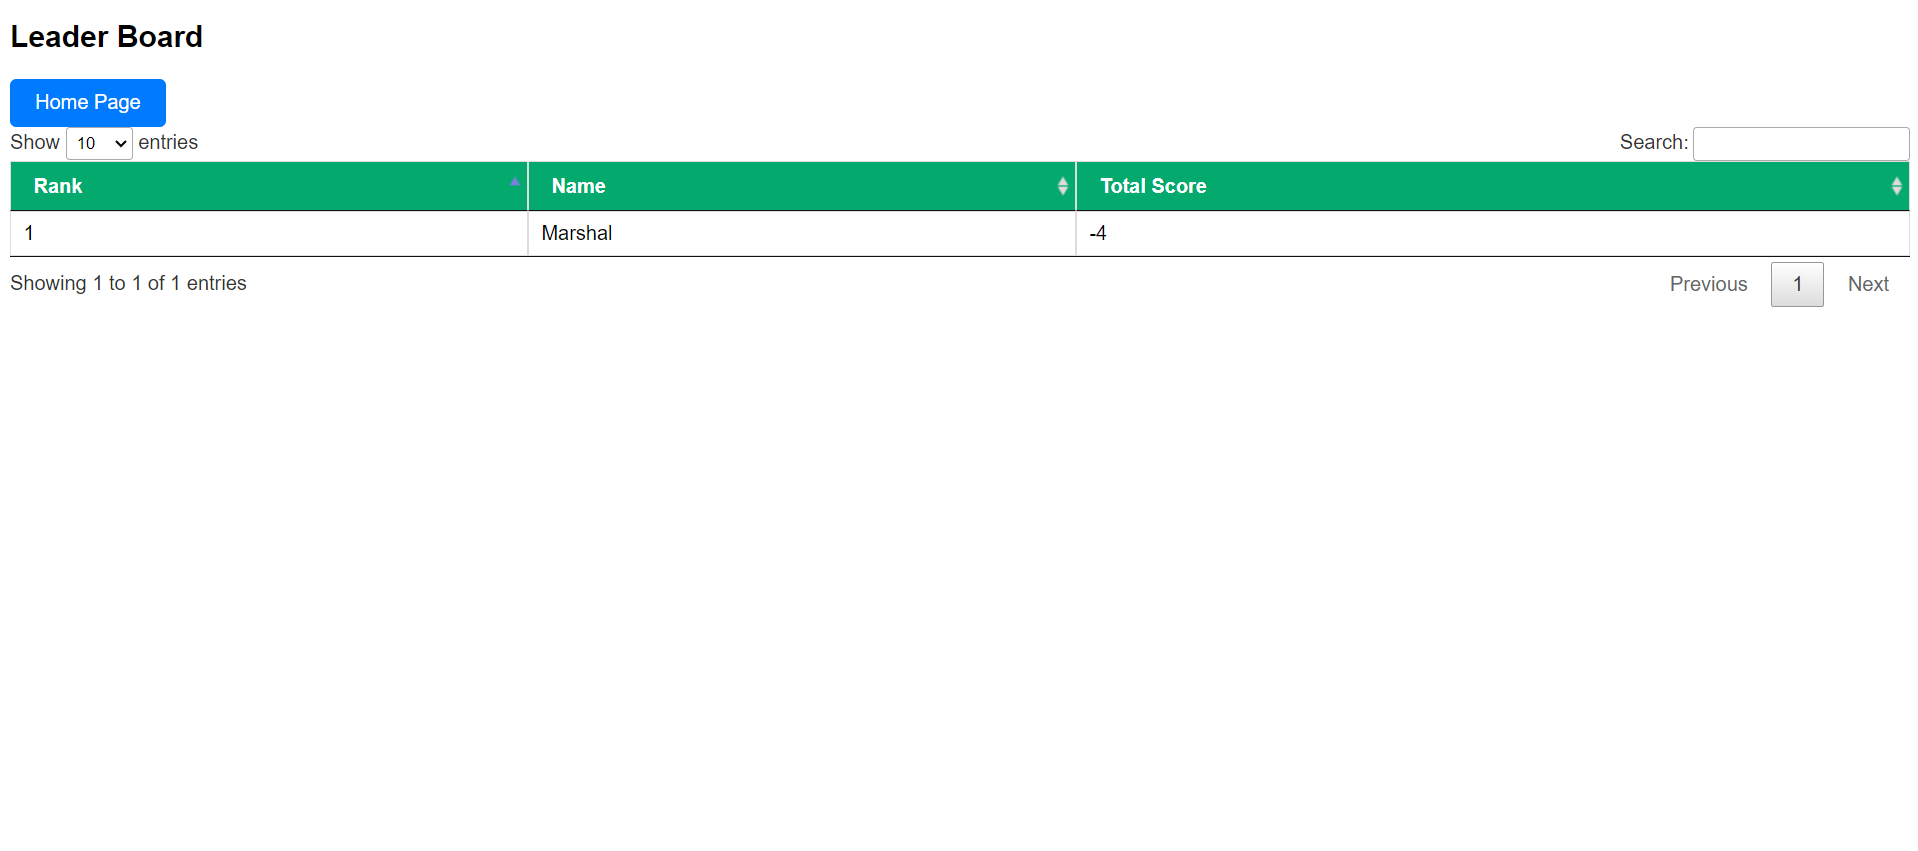 Leader Board
Home Page
Show 10 entries
Search:
Rank Name Total Score
1 Marshal -4
Showing 1 to 1 of 1 entries
Previous 1 Next